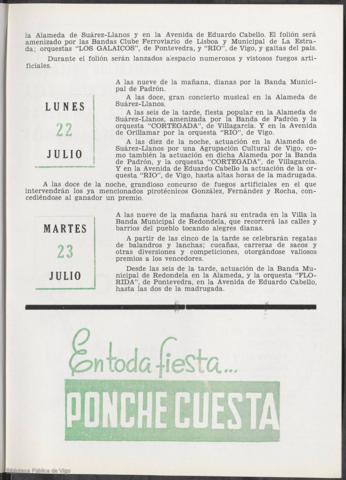 la Alameda de Suárez-Llanos y en la Avenida de Eduardo Cabello. El folión será
amenizado por las Bandas Clube Ferroviario de Lisboa y Municipal de La Estra-
da; orquestas "LOS GALAICOS", de Pontevedra, y "RIO", de Vigo, y gaitas del país.
Durante el folión serán lanzados al espacio numerosos y vistosos fuegos arti-
ficiales.
LUNES
22
JULIO
A las nueve de la mañana, dianas por la Banda Munici-
pal de Padrón.
A las doce, gran concierto musical en la Alameda de
Suárez-Llanos.
A las seis de la tarde, fiesta popular en la Alameda de
Suárez-Llanos, amenizada por la Banda de Padrón y la
orquesta "CORTEGADA", de Villagarcía. Y en la Avenida
de Orillamar por la orquesta "RIO", de Vigo.
A las diez de la noche, actuación en la Alameda de
Suárez-Llanos por una Agrupación Cultural de Vigo, co-
mo también la actuación en dicha Alameda por la Banda
de Padrón, y la orquesta "CORTEGADA", de Villagarcía.
Y en la Avenida de Eduardo Cabello la actuación de la or-
questa "RIO", de Vigo, hasta altas horas de la madrugada.
A las doce de la noche, grandioso concurso de fuegos artificiales en el que
intervendrán los ya mencionados pirotécnicos González, Fernández y Rocha, con-
cediéndose al ganador un premio.
MARTES
23
JULIO
A las nueve de la mañana hará su entrada en la Villa la
Banda Municipal de Redondela, que recorrerá las calles y
barrios del pueblo tocando alegres dianas.
A partir de las cinco de la tarde se celebrarán regatas
de balandros y lanchas; cucañas, carreras de sacos y
otras diversiones y competiciones, otorgándose valiosos
premios a los vencedores.
Desde las seis de la tarde, actuación de la Banda Mu-
nicipal de Redondela en la Alameda, y la orquesta "FLO-
RIDA", de Pontevedra, en la Avenida de Eduardo Cabello,
hasta las dos de la madrugada.
En toda fiesta...
PONCHE CUESTA
Biblioteca Pública de Vigo